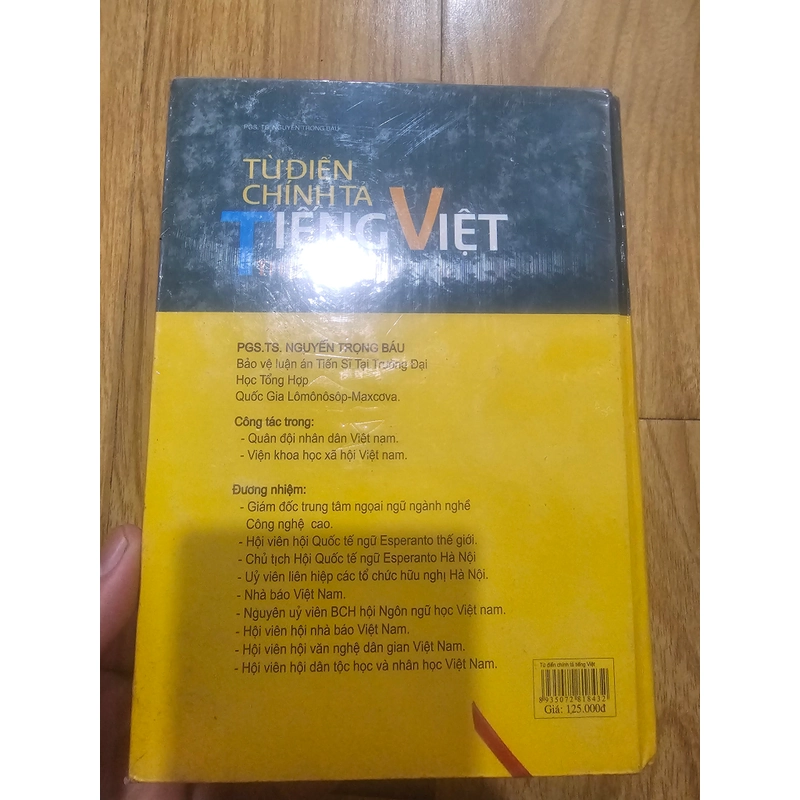 PGS. TS. NGUYỄN TRỌNG BÁU
TỪ ĐIỂN
CHÍNH TẢ
TIẾNG VIỆT
PGS.TS. NGUYỄN TRỌNG BÁU
Bảo vệ luận án Tiến Sĩ Tại Trường Đại
Học Tổng Hợp
Quốc Gia Lômônôsôp-Maxcơva.
Công tác trong:
- Quân đội nhân dân Việt nam.
- Viện khoa học xã hội Việt nam.
Đương nhiệm:
- Giám đốc trung tâm ngoại ngữ ngành nghề
Công nghệ cao.
- Hội viên hội Quốc tế ngữ Esperanto thế giới.
- Chủ tịch Hội Quốc tế ngữ Esperanto Hà Nội
- Uỷ viên liên hiệp các tổ chức hữu nghị Hà Nội.
- Nhà báo Việt Nam.
- Nguyên uỷ viên BCH hội Ngôn ngữ học Việt nam.
- Hội viên hội nhà báo Việt Nam.
- Hội viên hội văn nghệ dân gian Việt Nam.
- Hội viên hội dân tộc học và nhân học Việt Nam.
Từ điển chính tả tiếng Việt
8 935072 818432
Giá: 125.000đ